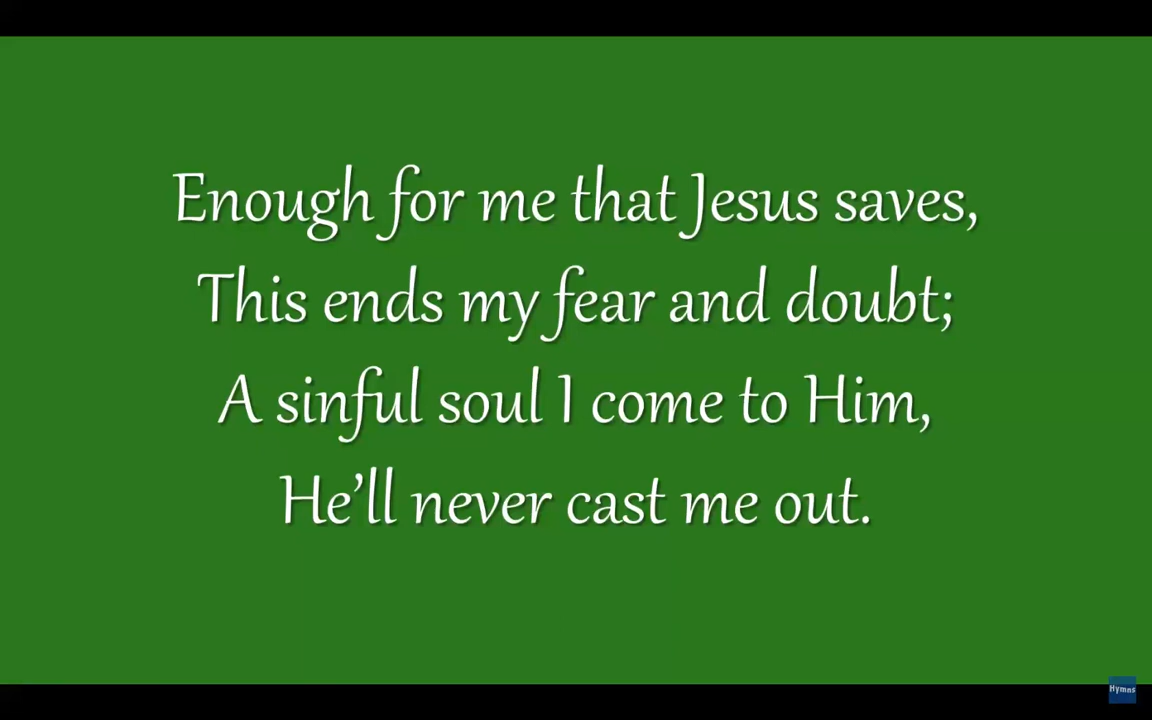 Enough for me that Jesus saves,
This ends my fear and doubt;
A sinful soul I come to Him,
He’ll never cast me out.
Hymns